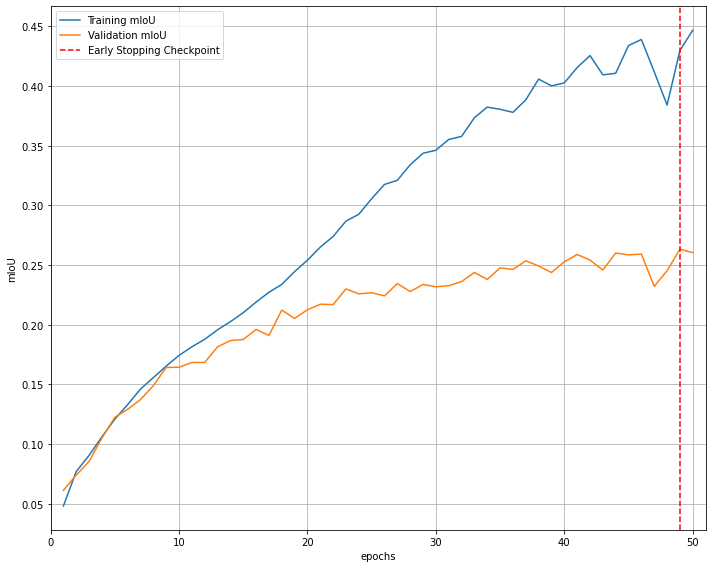 Training mIoU
Validation mIoU
Early Stopping Checkpoint
mIoU
0.45
0.40
0.35
0.30
0.25
0.20
0.15
0.10
0.05
0 10 20 30 40 50
epochs